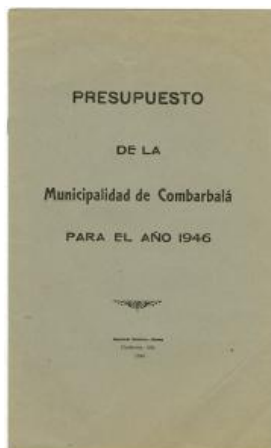 PRESUPUESTO
DE LA
Municipalidad de Combarbalá
PARA EL AÑO 1946